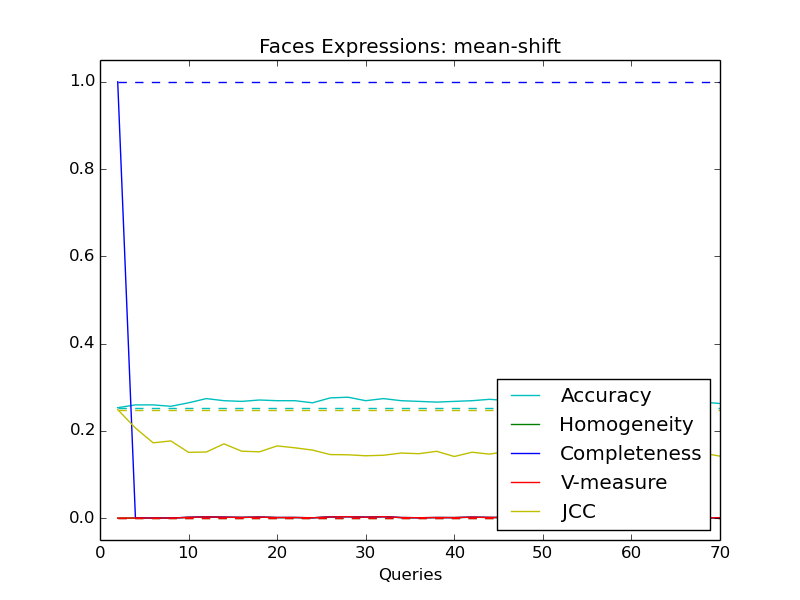 Faces Expressions: mean-shift
1.0
0.8
0.6
0.4
0.2
0.0
Accuracy
Homogeneity
Completeness
V-measure
JCC
0 10 20 30 40 50 60 70
Queries